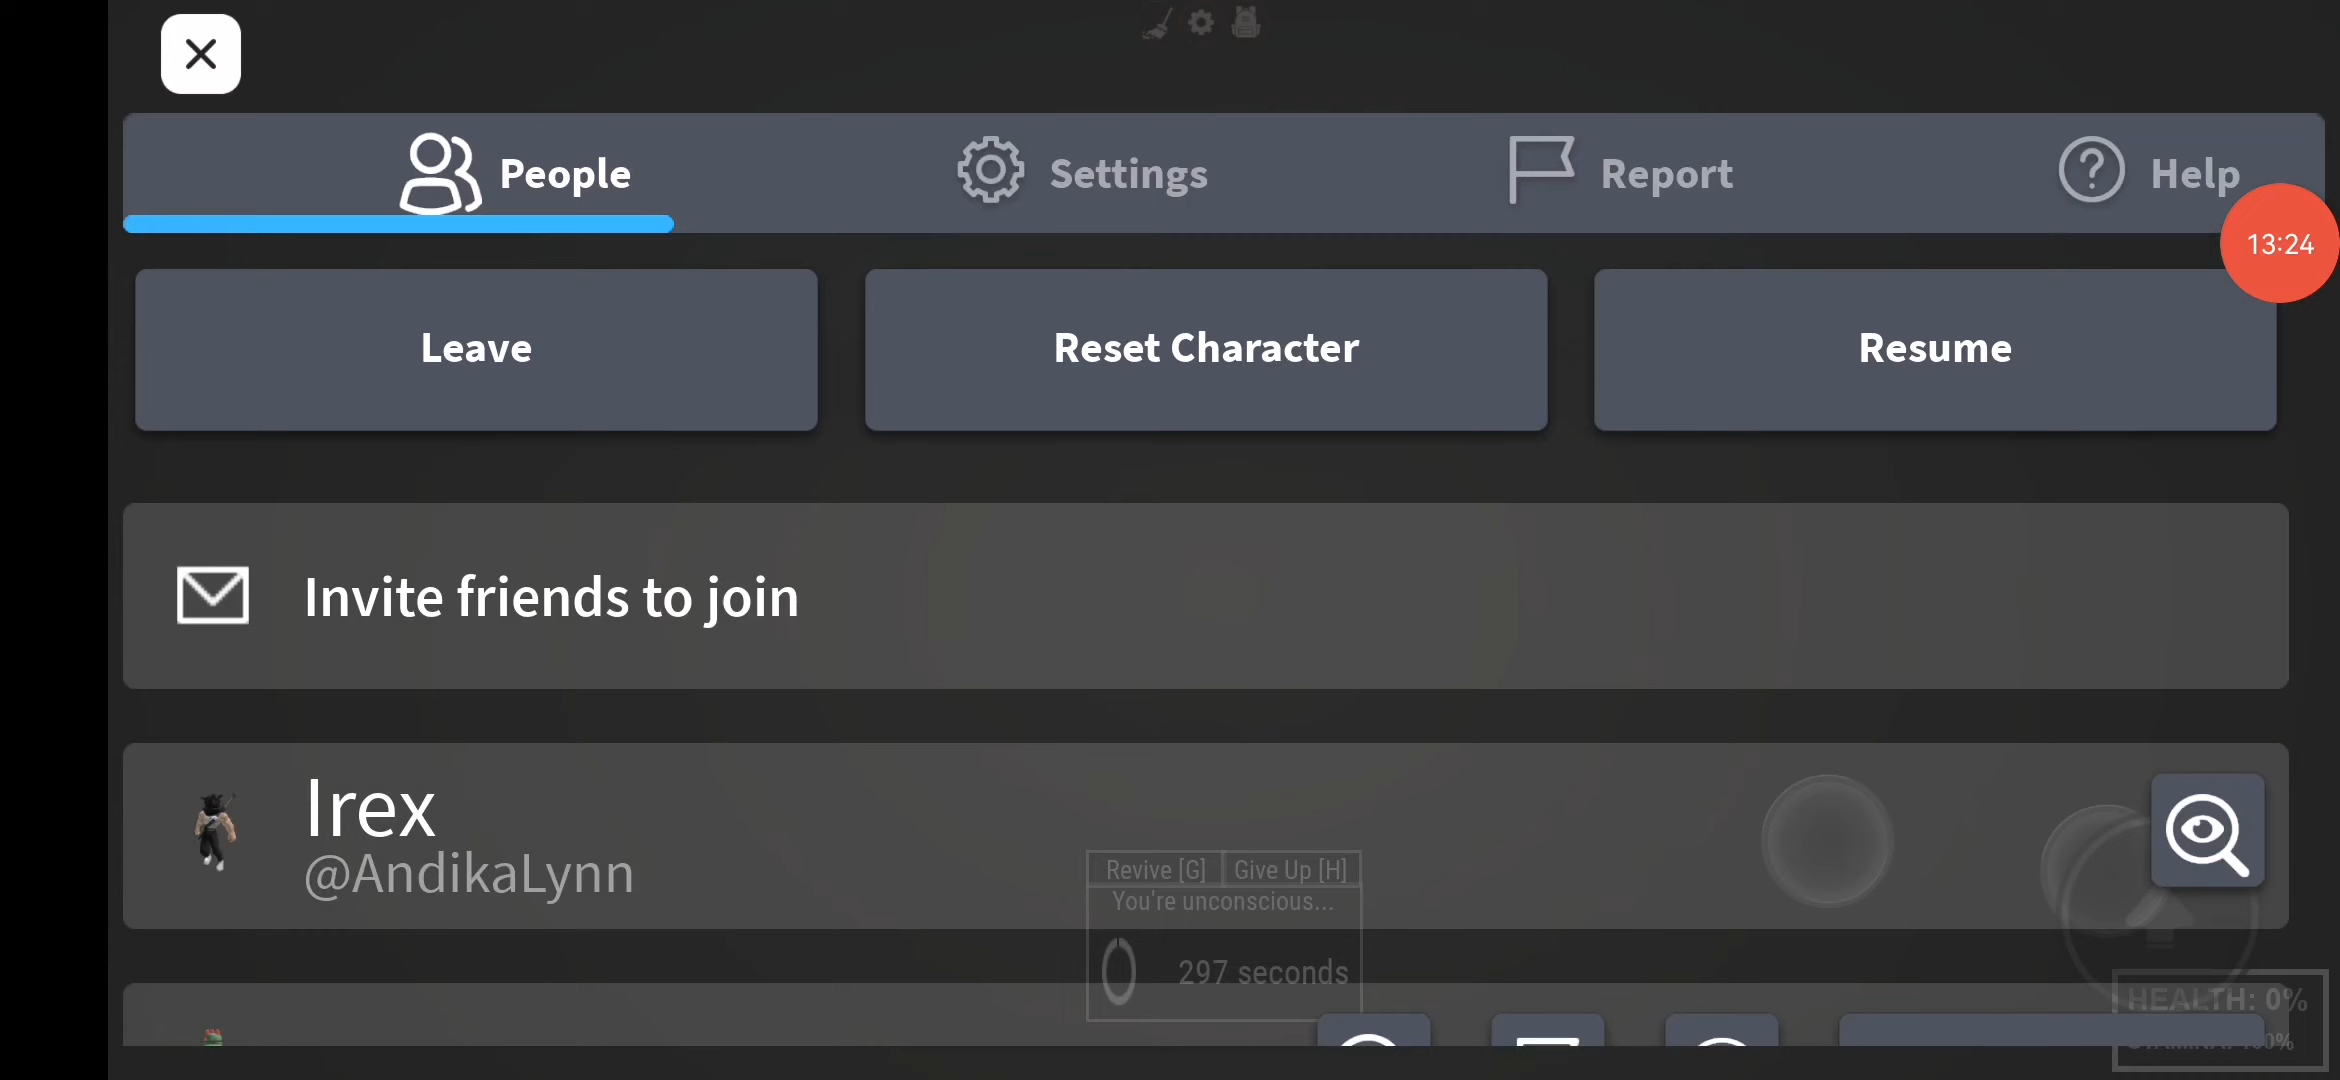 People
Settings
Report
Help
13:24
Leave
Reset Character
Resume
Invite friends to join
Irex
@AndikaLynn
Revive [G]
Give Up [H]
You're unconscious...
297 seconds
HEALTH: 0%